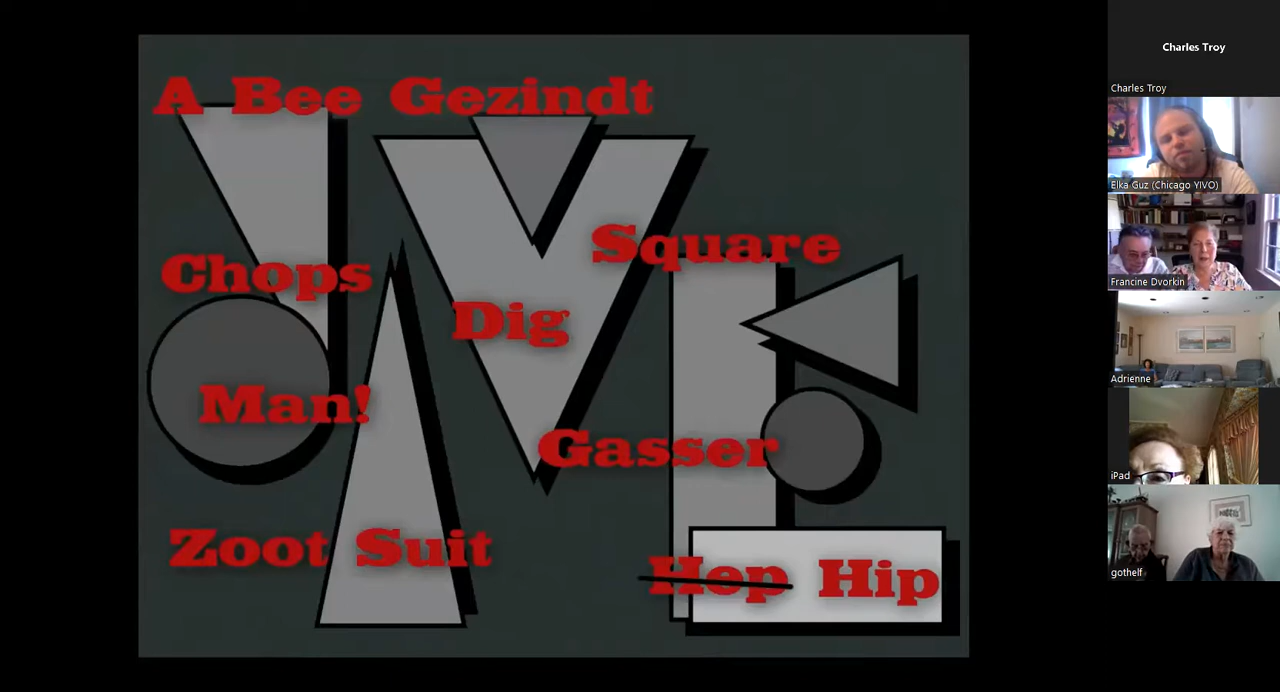 A Bee Gezindt
Square
Chops
Dig
Man!
Gasser
Zoot Suit
Hep Hip
JIVE
Charles Troy
Charles Troy
Elka Guz (Chicago YIVO)
Francine Dvorkin
Adrienne
iPad
gothelf